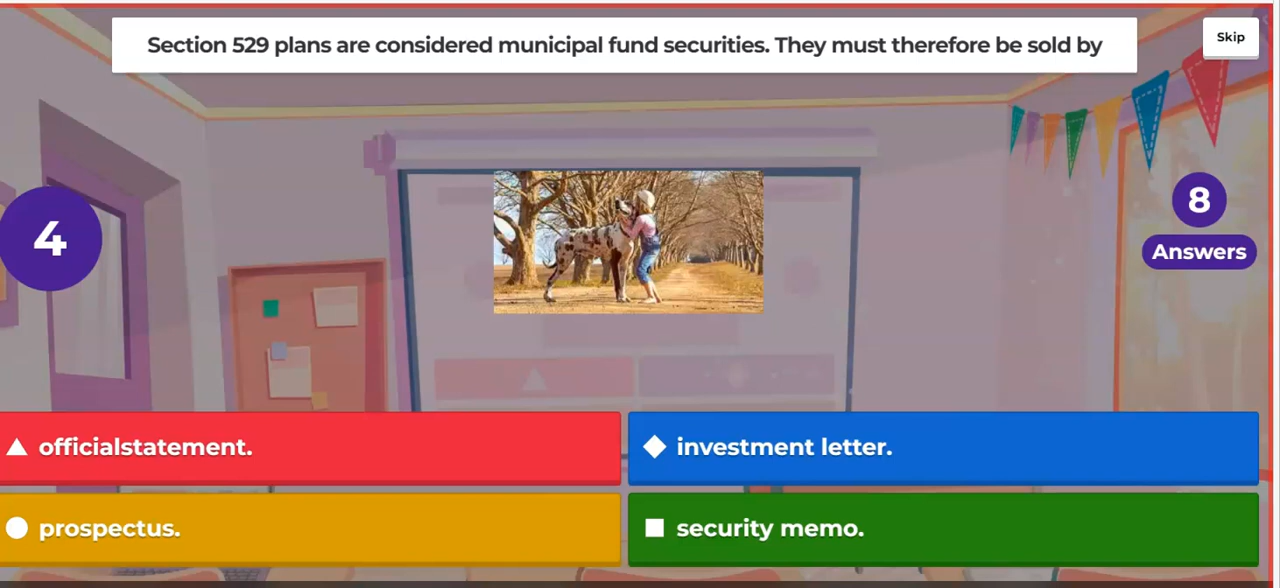 Section 529 plans are considered municipal fund securities. They must therefore be sold by
Skip
4
8
Answers
officialstatement.
investment letter.
prospectus.
security memo.